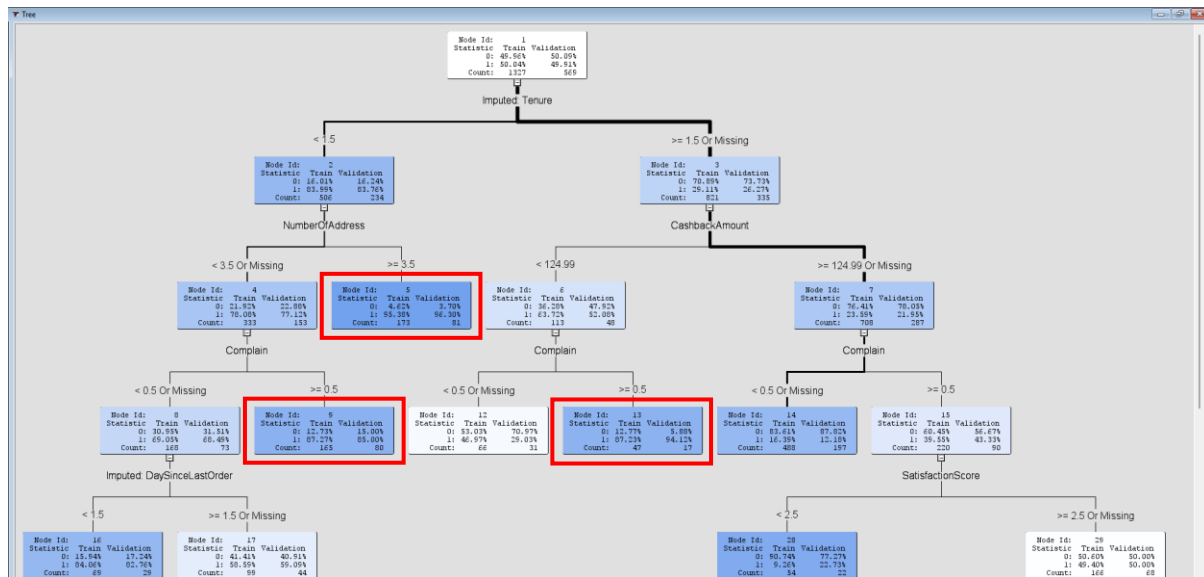 Tree
Node Id: 1
Statistic Train Validation
0: 49.96% 50.09%
1: 50.04% 49.91%
Count: 1327 569
Imputed: Tenure
< 1.5
>= 1.5 Or Missing
Node Id: 2
Statistic Train Validation
0: 16.01% 16.24%
1: 83.99% 83.76%
Count: 506 234
Node Id: 3
Statistic Train Validation
0: 70.89% 73.73%
1: 29.11% 26.27%
Count: 821 335
NumberOfAddress
CashbackAmount
< 3.5 Or Missing
>= 3.5
< 124.99
>= 124.99 Or Missing
Node Id: 4
Statistic Train Validation
0: 21.92% 22.88%
1: 78.08% 77.12%
Count: 333 153
Node Id: 5
Statistic Train Validation
0: 4.62% 3.70%
1: 95.38% 96.30%
Count: 173 81
Node Id: 6
Statistic Train Validation
0: 36.28% 47.92%
1: 63.72% 52.08%
Count: 113 48
Node Id: 7
Statistic Train Validation
0: 76.41% 78.05%
1: 23.59% 21.95%
Count: 708 287
Complain
Complain
Complain
< 0.5 Or Missing
>= 0.5
< 0.5 Or Missing
>= 0.5
< 0.5 Or Missing
>= 0.5
Node Id: 8
Statistic Train Validation
0: 30.95% 31.51%
1: 69.05% 68.49%
Count: 168 73
Node Id: 9
Statistic Train Validation
0: 12.73% 15.00%
1: 87.27% 85.00%
Count: 165 80
Node Id: 12
Statistic Train Validation
0: 53.03% 70.97%
1: 46.97% 29.03%
Count: 66 31
Node Id: 13
Statistic Train Validation
0: 12.77% 5.88%
1: 87.23% 94.12%
Count: 47 17
Node Id: 14
Statistic Train Validation
0: 83.61% 87.82%
1: 16.39% 12.18%
Count: 488 197
Node Id: 15
Statistic Train Validation
0: 60.45% 56.67%
1: 39.55% 43.33%
Count: 220 90
Imputed: DaySinceLastOrder
SatisfactionScore
< 1.5
>= 1.5 Or Missing
< 2.5
>= 2.5 Or Missing
Node Id: 16
Statistic Train Validation
0: 15.94% 17.24%
1: 84.06% 82.76%
Count: 69 29
Node Id: 17
Statistic Train Validation
0: 41.41% 40.91%
1: 58.59% 59.09%
Count: 99 44
Node Id: 28
Statistic Train Validation
0: 90.74% 77.27%
1: 9.26% 22.73%
Count: 54 22
Node Id: 29
Statistic Train Validation
0: 50.60% 50.00%
1: 49.40% 50.00%
Count: 166 68